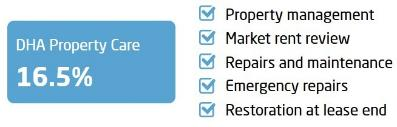 DHA Property Care
16.5%
Property management
Market rent review
Repairs and maintenance
Emergency repairs
Restoration at lease end